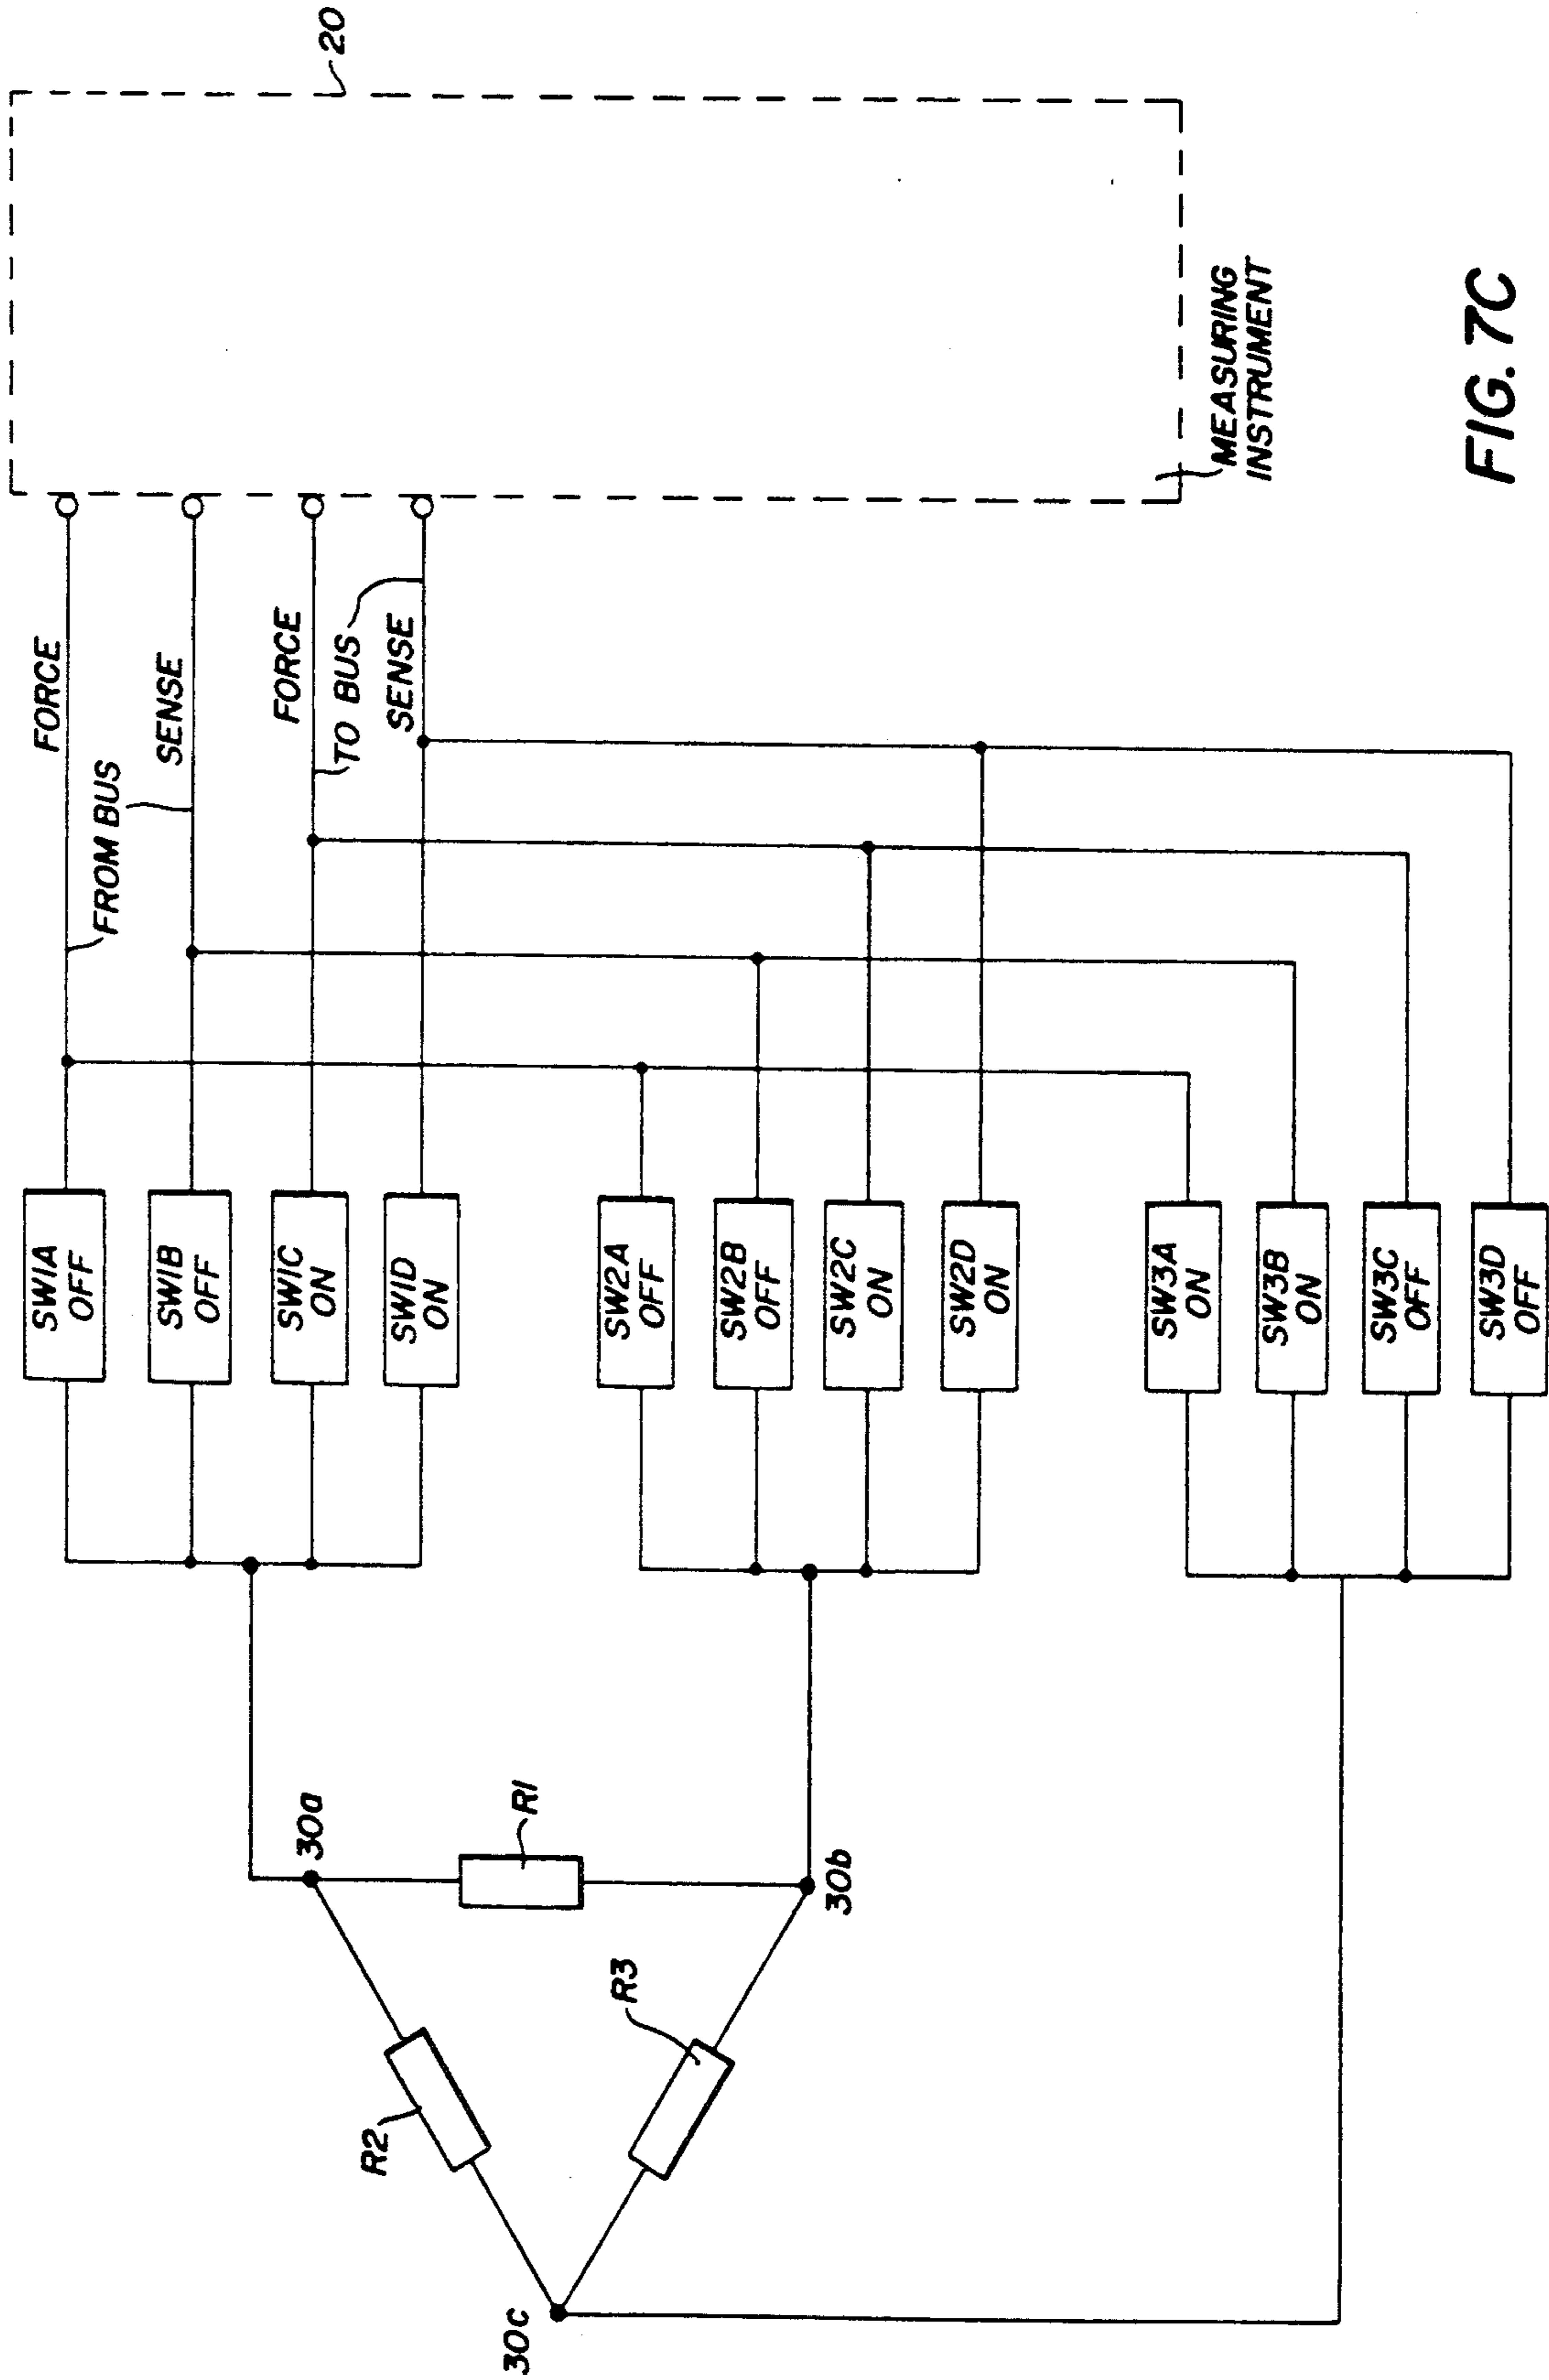 20
FORCE
FROM BUS
SENSE
FORCE
TO BUS
SENSE
MEASURING
INSTRUMENT
SW1A
OFF
SW1B
OFF
SW1C
ON
SW1D
ON
SW2A
OFF
SW2B
OFF
SW2C
ON
SW2D
ON
SW3A
ON
SW3B
ON
SW3C
OFF
SW3D
OFF
30a
R1
30b
R2
R3
30c
FIG. 7C